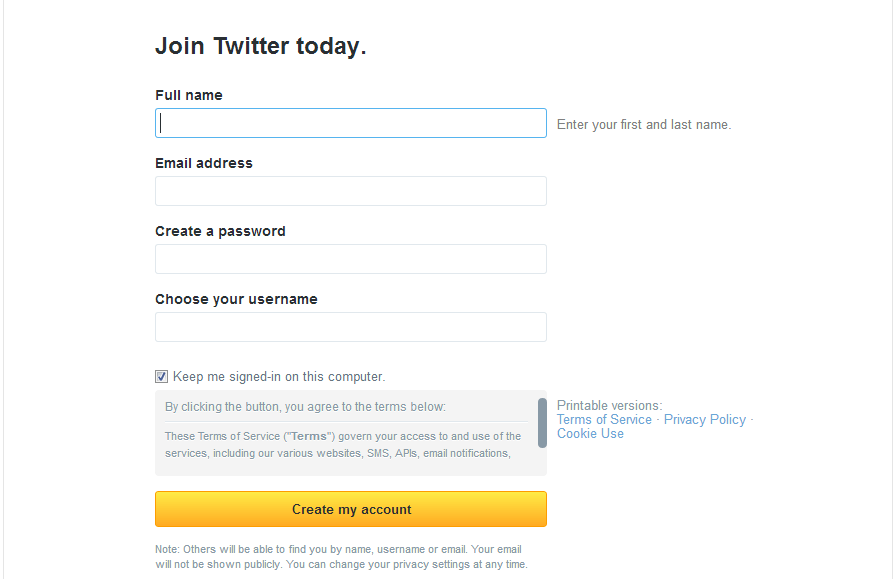 Join Twitter today.
Full name
Enter your first and last name.
Email address
Create a password
Choose your username
Keep me signed-in on this computer.
By clicking the button, you agree to the terms below:
These Terms of Service ("Terms") govern your access to and use of the
services, including our various websites, SMS, APIs, email notifications,
Printable versions:
Terms of Service · Privacy Policy ·
Cookie Use
Create my account
Note: Others will be able to find you by name, username or email. Your email
will not be shown publicly. You can change your privacy settings at any time.